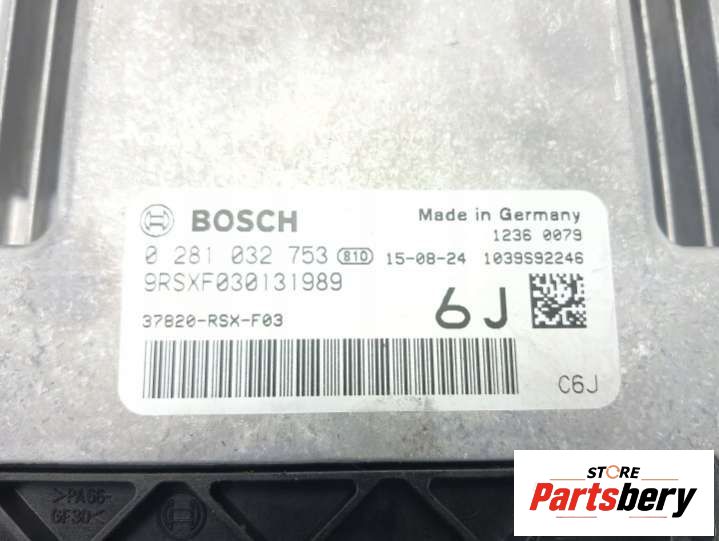 BOSCH
Made in Germany
1236 0079
0 281 032 753 810 15-08-24 1039S92246
9RSXF030131989
37820-RSX-F03
6J
C6J
>PA66-
GF30<
STORE
Partsbery